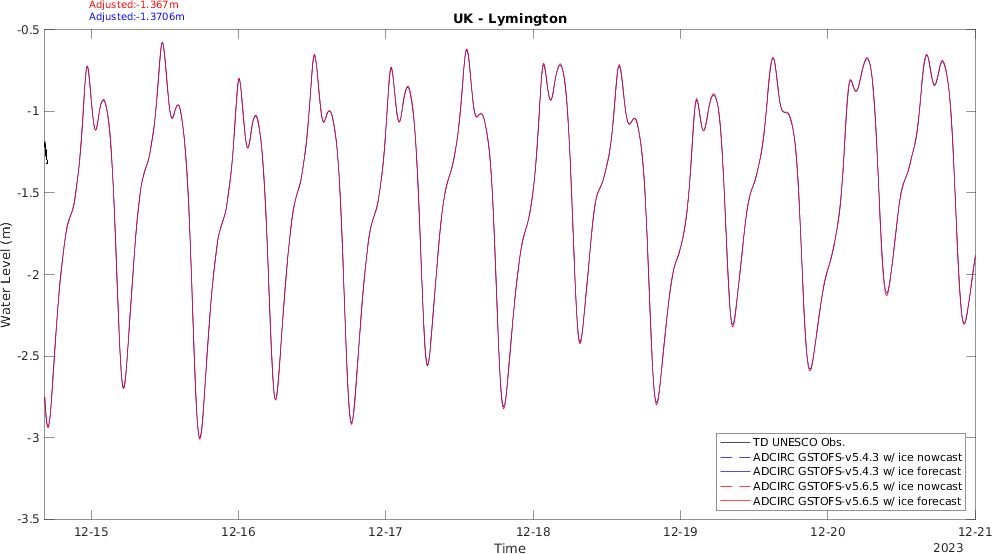 Adjusted:-1.367m
Adjusted:-1.3706m
UK - Lymington
-0.5
-1
-1.5
-2
-2.5
-3
-3.5
Water Level (m)
12-15
12-16
12-17
12-18
12-19
12-20
12-21
Time
2023
TD UNESCO Obs.
ADCIRC GSTOFS-v5.4.3 w/ ice nowcast
ADCIRC GSTOFS-v5.4.3 w/ ice forecast
ADCIRC GSTOFS-v5.6.5 w/ ice nowcast
ADCIRC GSTOFS-v5.6.5 w/ ice forecast